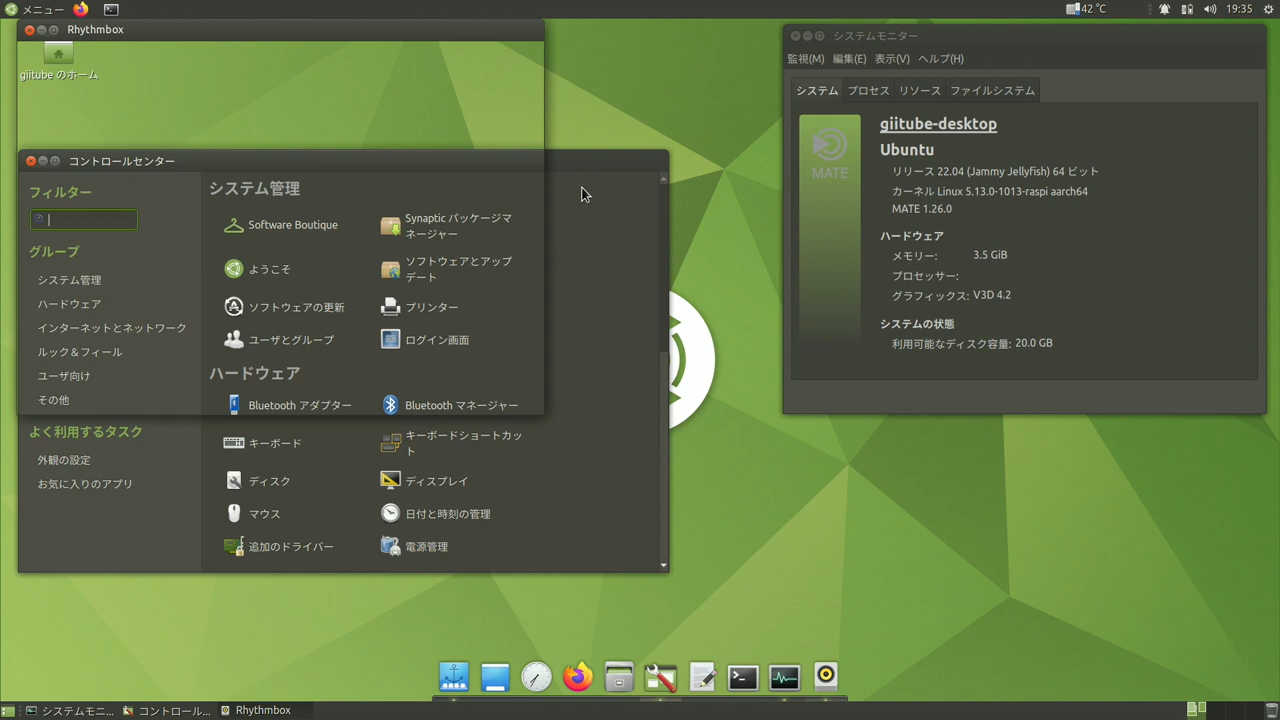 メニュー
42 ℃
19:35
Rhythmbox
giitube のホーム
コントロールセンター
フィルター
グループ
システム管理
ハードウェア
インターネットとネットワーク
ルック＆フィール
ユーザ向け
その他
よく利用するタスク
外観の設定
お気に入りのアプリ
システム管理
Software Boutique
Synaptic パッケージマ
ネージャー
ようこそ
ソフトウェアとアップ
デート
ソフトウェアの更新
プリンター
ユーザとグループ
ログイン画面
ハードウェア
Bluetooth アダプター
Bluetooth マネージャー
キーボード
キーボードショートカッ
ト
ディスク
ディスプレイ
マウス
日付と時刻の管理
追加のドライバー
電源管理
システムモニター
監視(M) 編集(E) 表示(V) ヘルプ(H)
システム プロセス リソース ファイルシステム
MATE
giitube-desktop
Ubuntu
リリース 22.04 (Jammy Jellyfish) 64 ビット
カーネル Linux 5.13.0-1013-raspi aarch64
MATE 1.26.0
ハードウェア
メモリー: 3.5 GiB
プロセッサー:
グラフィックス: V3D 4.2
システムの状態
利用可能なディスク容量: 20.0 GB
システムモニ... コントロール... Rhythmbox